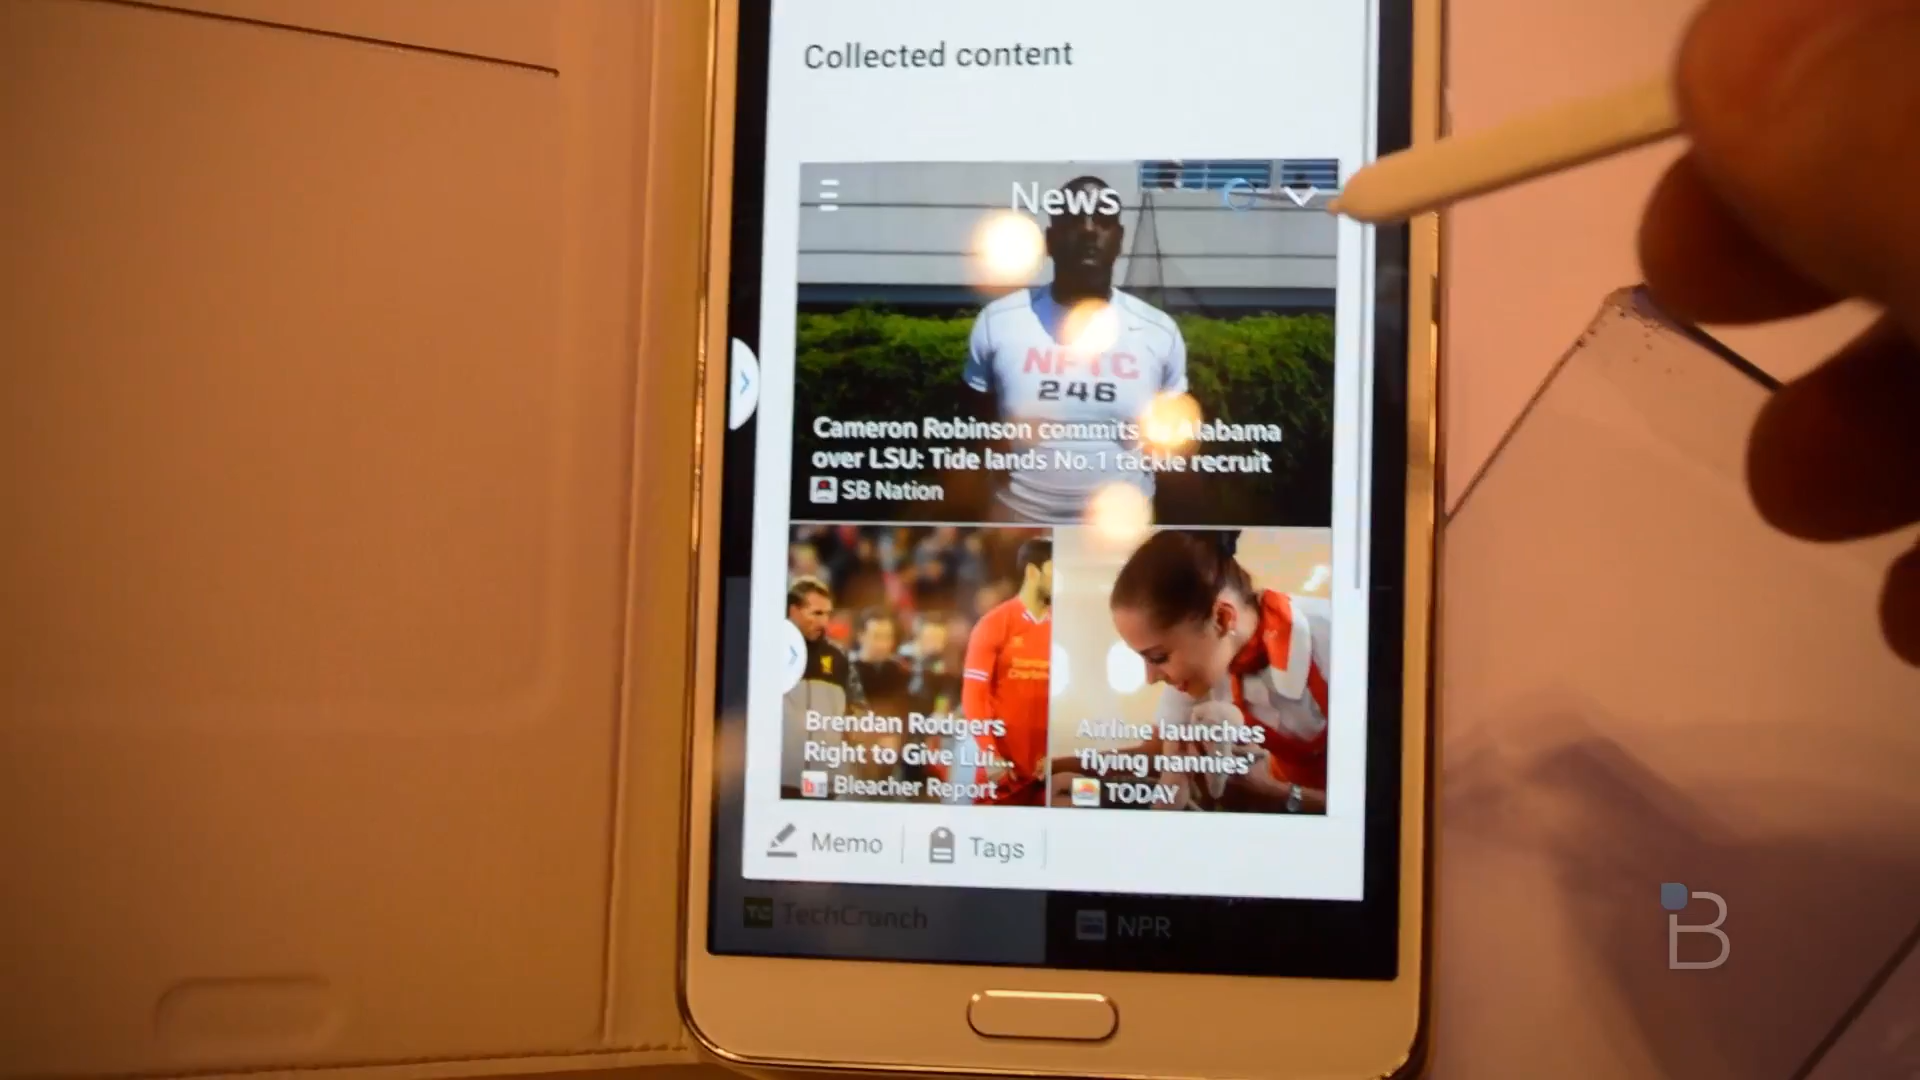 Collected content
News
NFTC
246
Cameron Robinson commits to Alabama
over LSU: Tide lands No.1 tackle recruit
SB Nation
Brendan Rodgers
Right to Give Lui...
Bleacher Report
Airline launches
'flying nannies'
TODAY
Memo
Tags
TC TechCrunch
NPR
B